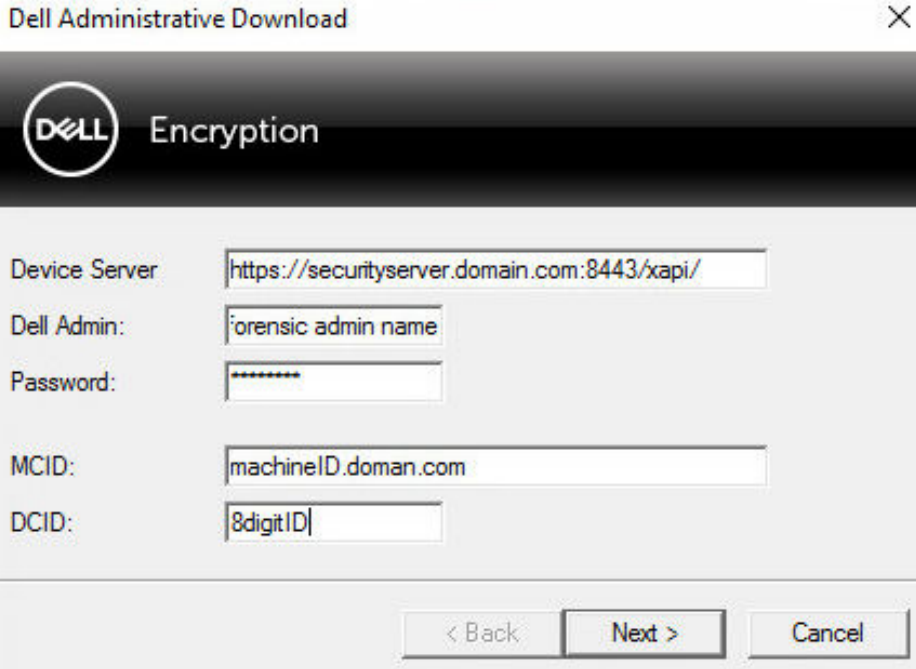 Dell Administrative Download
DELL Encryption
Device Server https://securityserver.domain.com:8443/xapi/
Dell Admin: forensic admin name
Password: ********
MCID: machineID.doman.com
DCID: 8digitID
< Back Next > Cancel